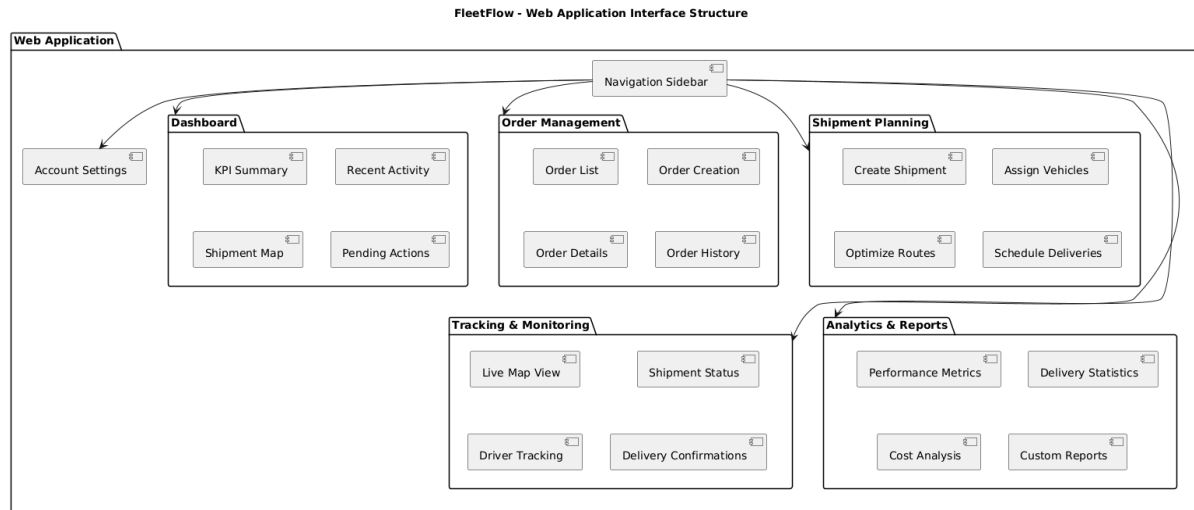 FleetFlow - Web Application Interface Structure
Web Application
Navigation Sidebar
Account Settings
Dashboard
KPI Summary
Recent Activity
Shipment Map
Pending Actions
Order Management
Order List
Order Creation
Order Details
Order History
Shipment Planning
Create Shipment
Assign Vehicles
Optimize Routes
Schedule Deliveries
Tracking & Monitoring
Live Map View
Shipment Status
Driver Tracking
Delivery Confirmations
Analytics & Reports
Performance Metrics
Delivery Statistics
Cost Analysis
Custom Reports